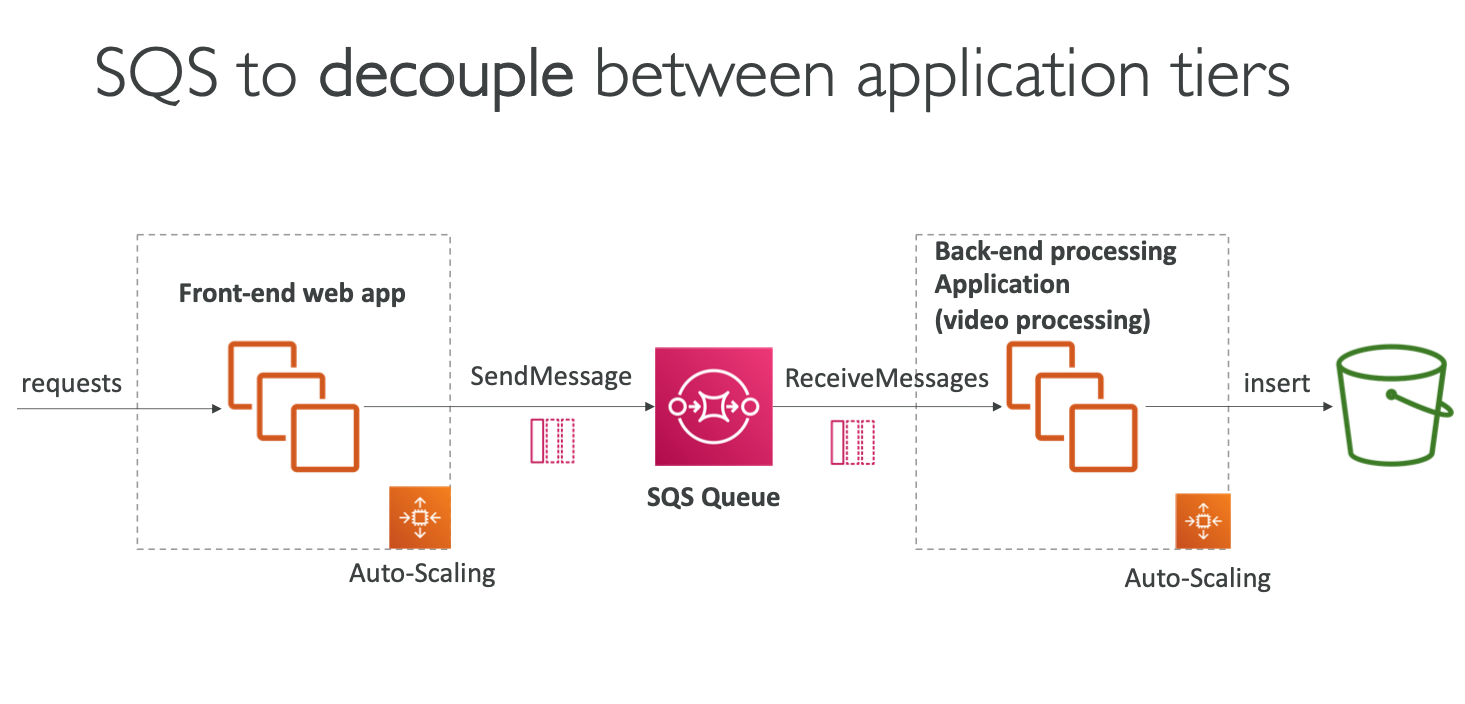 SQS to decouple between application tiers
Front-end web app
requests
Auto-Scaling
SendMessage
SQS Queue
ReceiveMessages
Back-end processing
Application
(video processing)
Auto-Scaling
insert